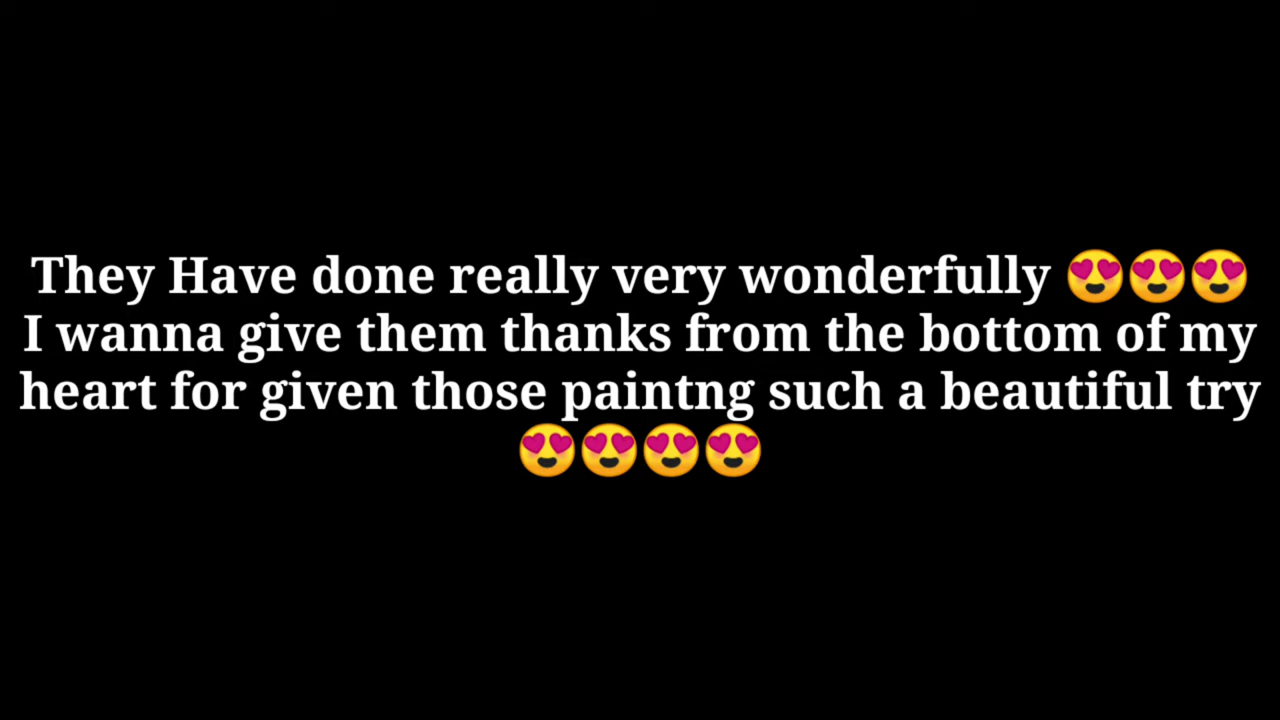 They Have done really very wonderfully 😍😍😍
I wanna give them thanks from the bottom of my
heart for given those paintng such a beautiful try
😍😍😍😍